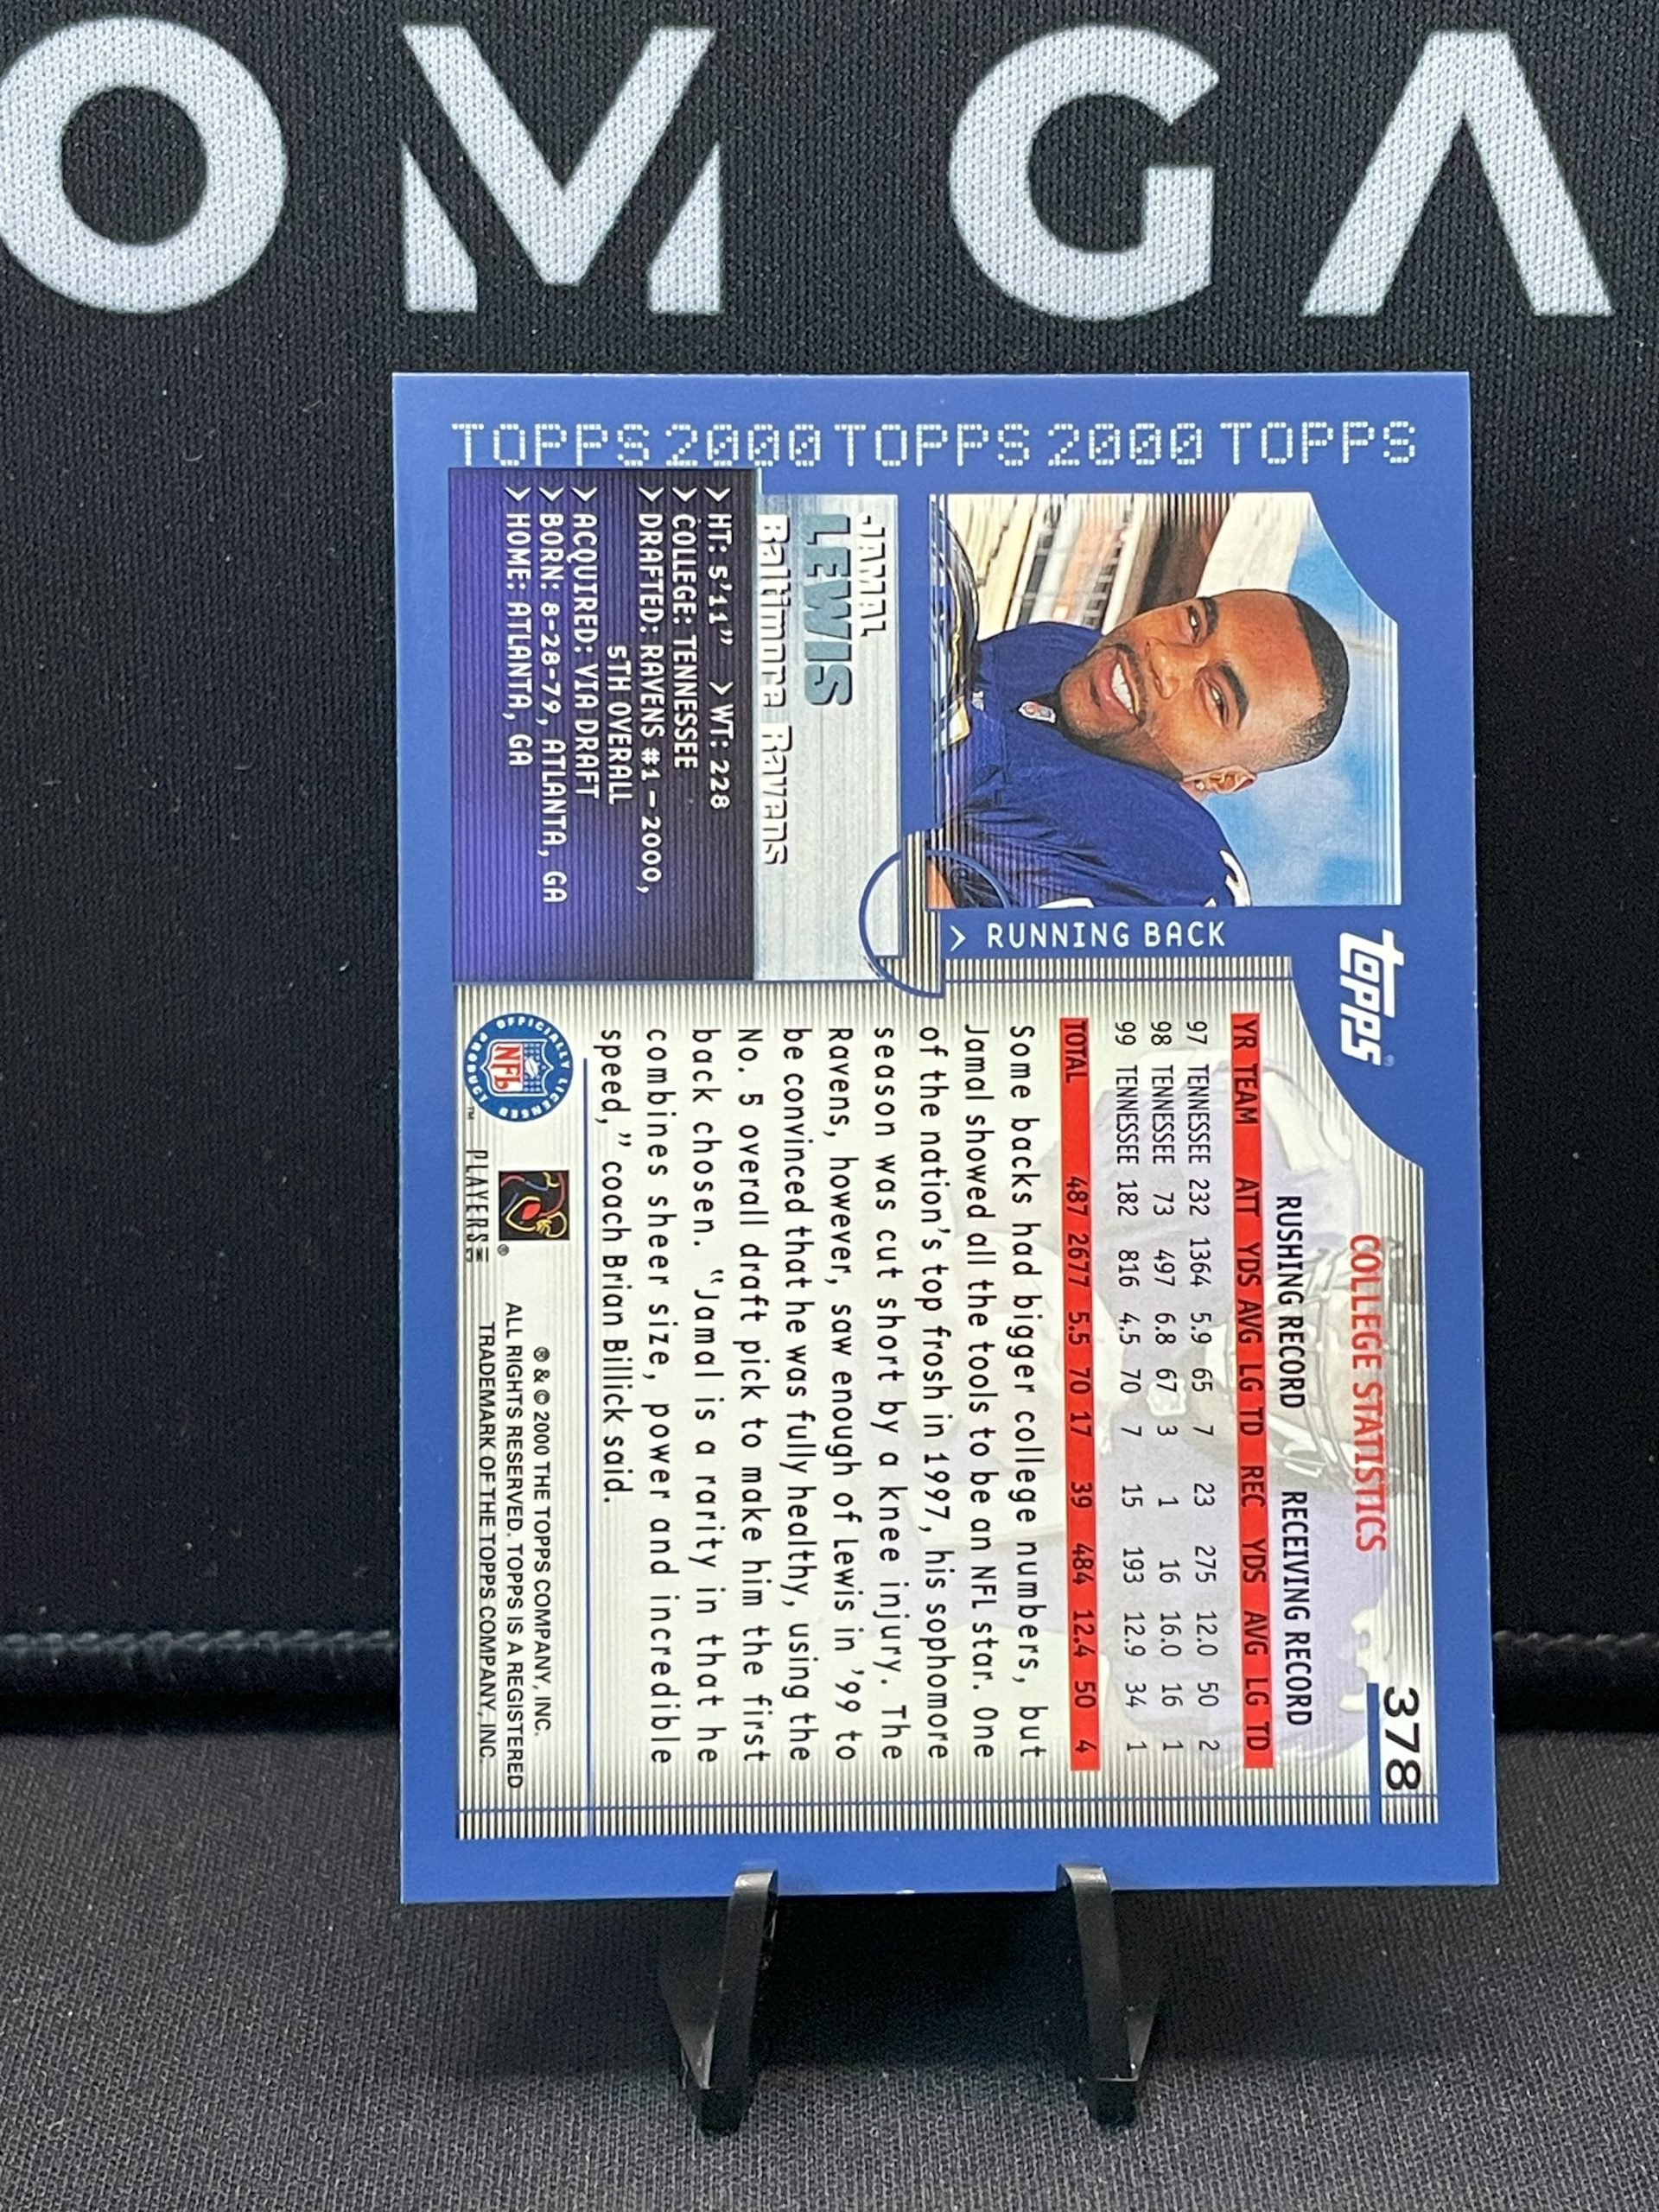 OM GA
TOPPS 2000 TOPPS 2000 TOPPS
topps
378
> RUNNING BACK
JAMAL
LEWIS
Baltimore Ravens
> HT: 5'11" > WT: 228
> COLLEGE: TENNESSEE
> DRAFTED: RAVENS #1 - 2000,
5TH OVERALL
> ACQUIRED: VIA DRAFT
> BORN: 8-28-79, ATLANTA, GA
> HOME: ATLANTA, GA
COLLEGE STATISTICS
RUSHING RECORD RECEIVING RECORD
YR TEAM ATT YDS AVG LG TD REC YDS AVG LG TD
97 TENNESSEE 232 1364 5.9 65 7 23 275 12.0 50 2
98 TENNESSEE 73 497 6.8 67 3 1 16 16.0 16 1
99 TENNESSEE 182 816 4.5 70 7 15 193 12.9 34 1
TOTAL 487 2677 5.5 70 17 39 484 12.4 50 4
Some backs had bigger college numbers, but
Jamal showed all the tools to be an NFL star. One
of the nation's top frosh in 1997, his sophomore
season was cut short by a knee injury. The
Ravens, however, saw enough of Lewis in '99 to
be convinced that he was fully healthy, using the
No. 5 overall draft pick to make him the first
back chosen. "Jamal is a rarity in that he
combines sheer size, power and incredible
speed," coach Brian Billick said.
OFFICIALLY LICENSED PRODUCT
NFL
TM
PLAYERS INC
®
® & © 2000 THE TOPPS COMPANY, INC.
ALL RIGHTS RESERVED. TOPPS IS A REGISTERED
TRADEMARK OF THE TOPPS COMPANY, INC.